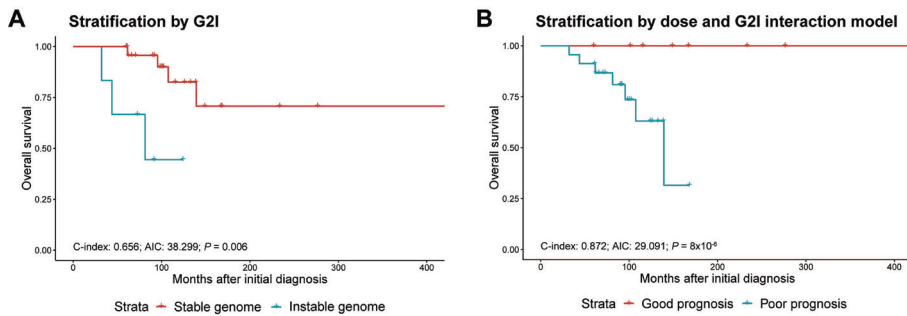 A Stratification by G2I
1.00
0.75
0.50
0.25
0.00
Overall survival
C-index: 0.656; AIC: 38.299; P = 0.006
0 100 200 300 400
Months after initial diagnosis
Strata Stable genome Instable genome
B Stratification by dose and G2I interaction model
1.00
0.75
0.50
0.25
0.00
Overall survival
C-index: 0.872; AIC: 29.091; P = 8x10⁻⁶
0 100 200 300 400
Months after initial diagnosis
Strata Good prognosis Poor prognosis